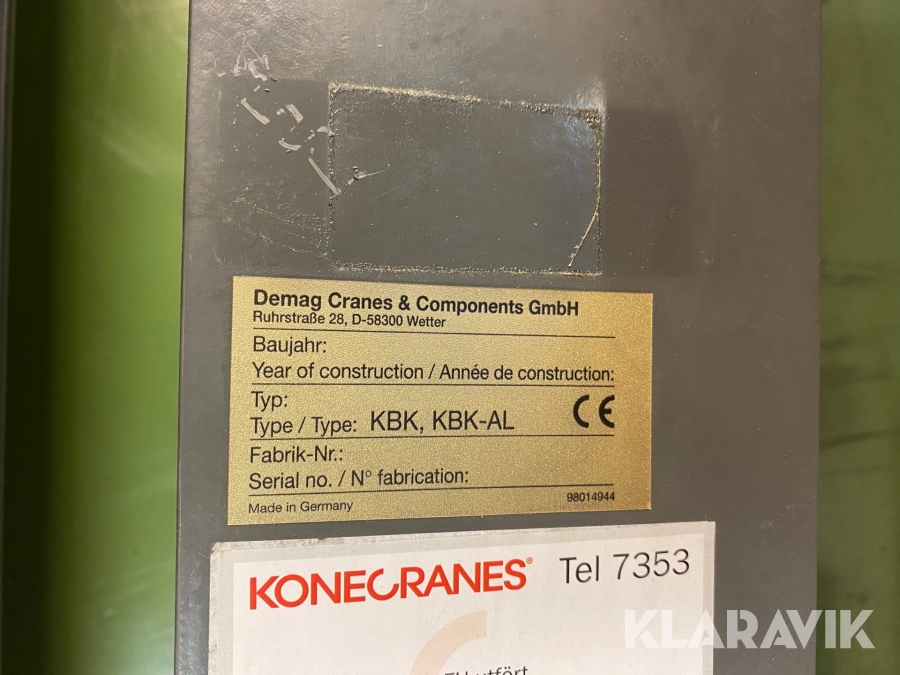 Demag Cranes & Components GmbH
Ruhrstraße 28, D-58300 Wetter
Baujahr:
Year of construction / Année de construction:
Typ:
Type / Type: KBK, KBK-AL
CE
Fabrik-Nr.:
Serial no. / N° fabrication:
Made in Germany
98014944
KONECRANES® Tel 7353
KLARAVIK
utfört